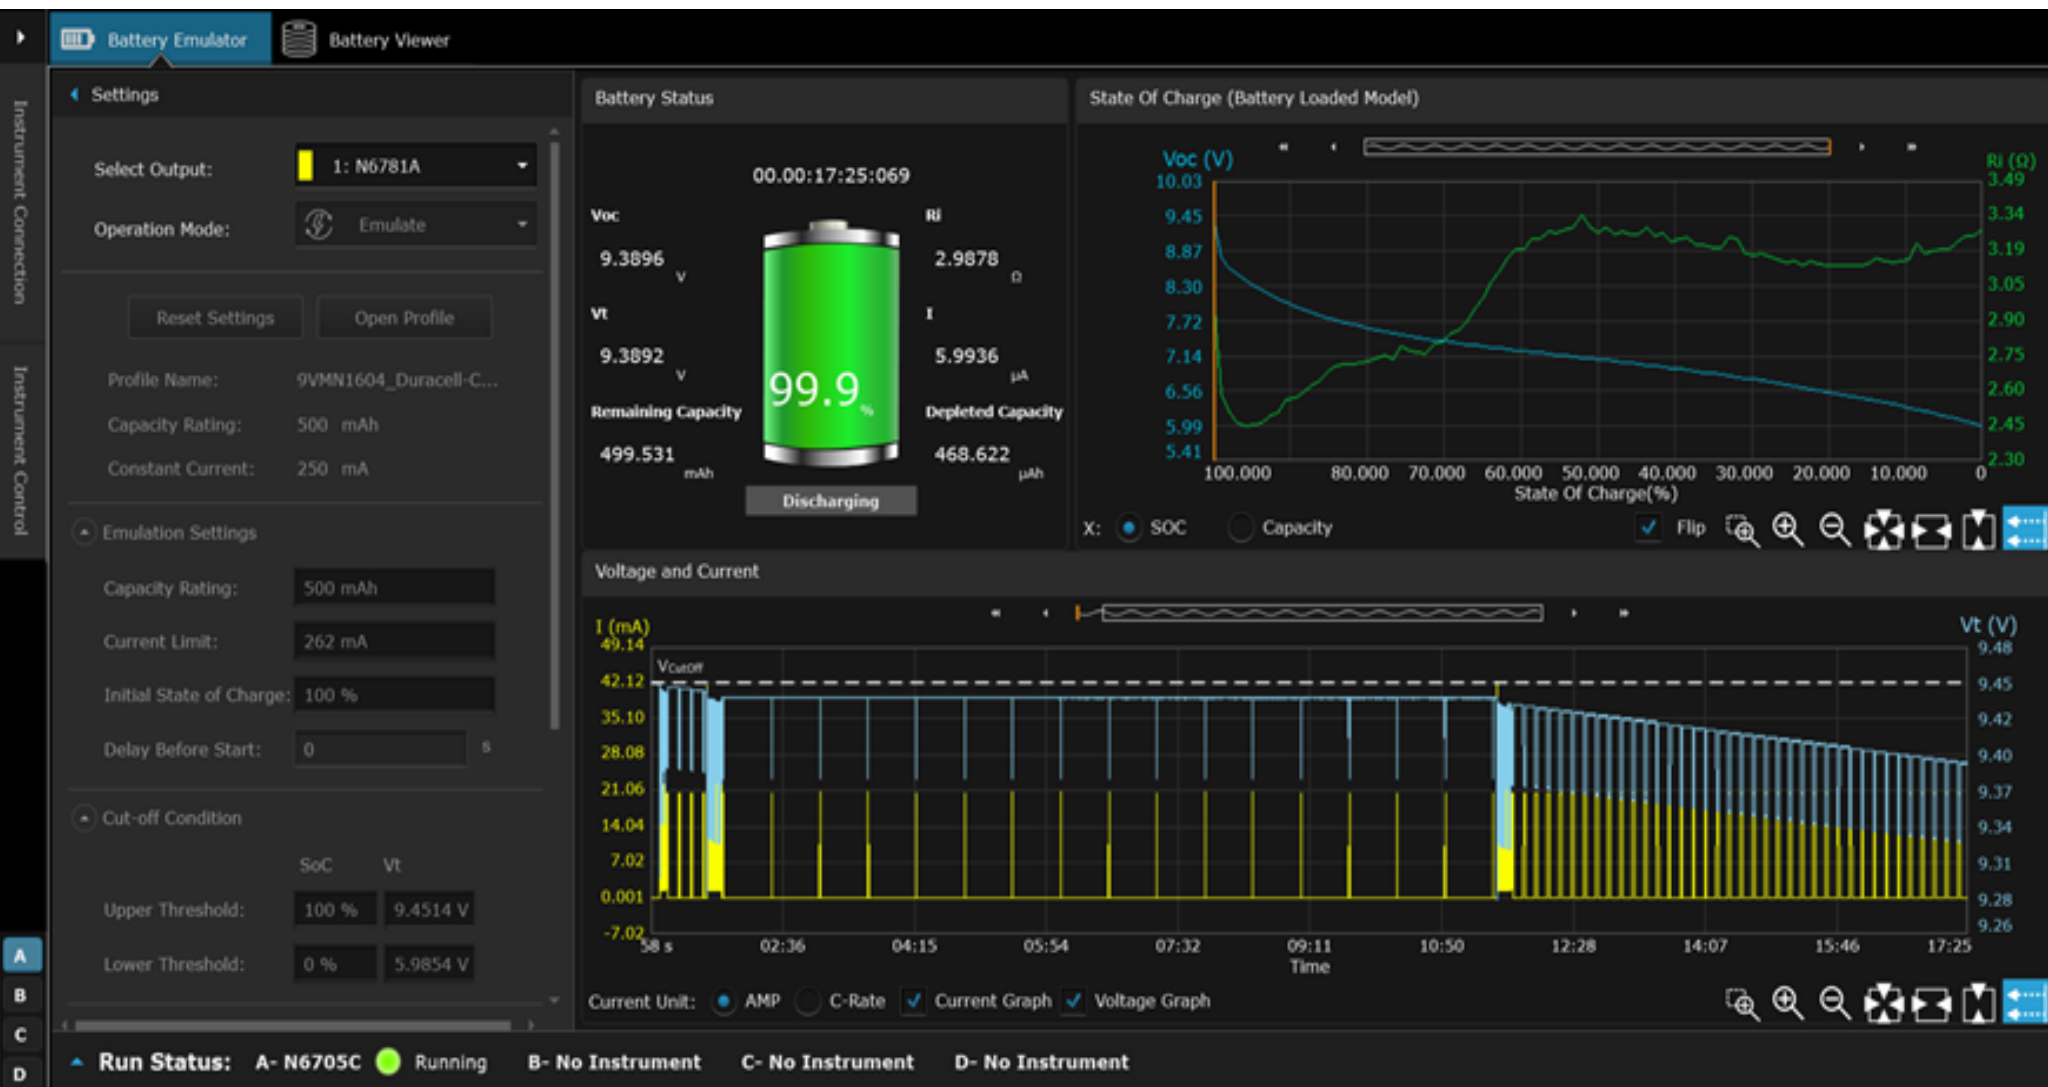 Battery Emulator
Battery Viewer
Instrument Connection
Instrument Control
Settings
Select Output:
1: N6781A
Operation Mode:
Emulate
Reset Settings
Open Profile
Profile Name:
9VMN1604_Duracell-C...
Capacity Rating:
500 mAh
Constant Current:
250 mA
Emulation Settings
Capacity Rating:
500 mAh
Current Limit:
262 mA
Initial State of Charge:
100 %
Delay Before Start:
0
s
Cut-off Condition
SoC
Vt
Upper Threshold:
100 %
9.4514 V
Lower Threshold:
0 %
5.9854 V
Battery Status
00.00:17:25:069
Voc
9.3896 V
Ri
2.9878 Ω
Vt
9.3892 V
I
5.9936 µA
99.9 %
Remaining Capacity
499.531 mAh
Depleted Capacity
468.622 µAh
Discharging
State Of Charge (Battery Loaded Model)
Voc (V)
10.03
9.45
8.87
8.30
7.72
7.14
6.56
5.99
5.41
Ri (Ω)
3.49
3.34
3.19
3.05
2.90
2.75
2.60
2.45
2.30
100.000 80.000 70.000 60.000 50.000 40.000 30.000 20.000 10.000 0
State Of Charge(%)
X: SOC Capacity
Flip
Voltage and Current
I (mA)
49.14
42.12
35.10
28.08
21.06
14.04
7.02
0.001
-7.02
VCutOff
Vt (V)
9.48
9.45
9.42
9.40
9.37
9.34
9.31
9.28
9.26
58 s 02:36 04:15 05:54 07:32 09:11 10:50 12:28 14:07 15:46 17:25
Time
Current Unit: AMP C-Rate Current Graph Voltage Graph
A
B
C
D
Run Status: A- N6705C Running B- No Instrument C- No Instrument D- No Instrument